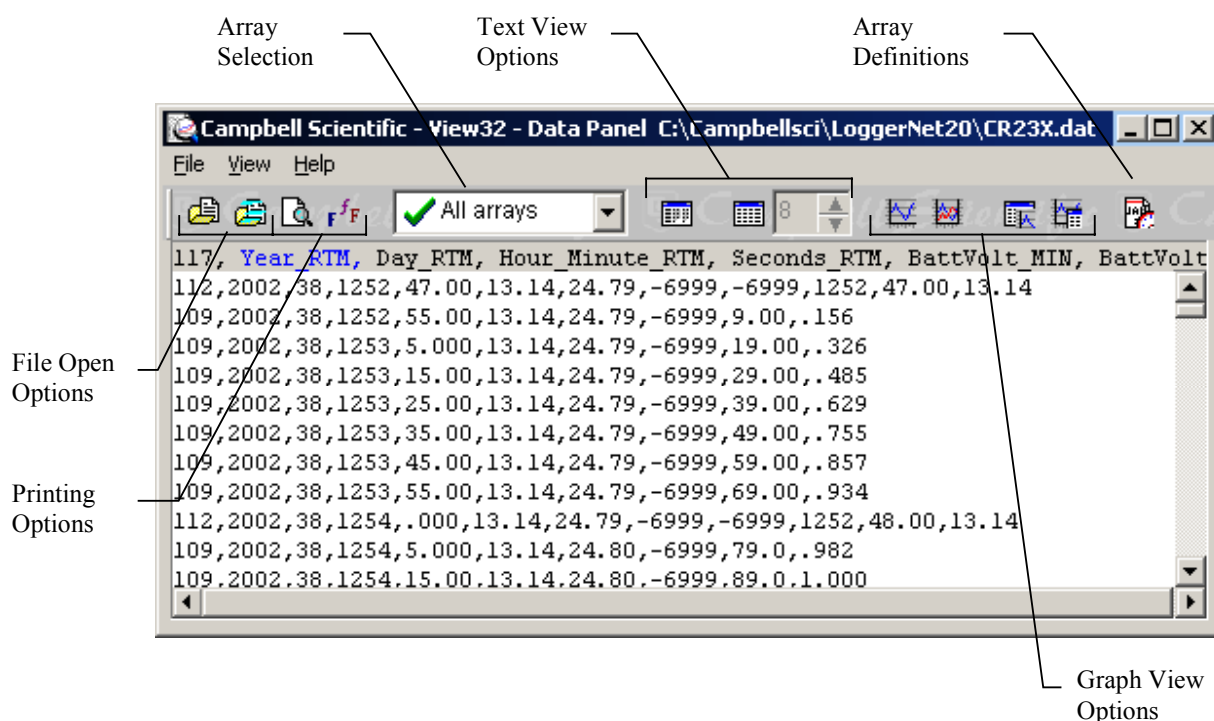 Array
Selection
Text View
Options
Array
Definitions
Campbell Scientific - View32 - Data Panel C:\Campbellsci\LoggerNet20\CR23X.dat
File View Help
F f F All arrays 8
117, Year_RTM, Day_RTM, Hour_Minute_RTM, Seconds_RTM, BattVolt_MIN, BattVolt
112,2002,38,1252,47.00,13.14,24.79,-6999,-6999,1252,47.00,13.14
109,2002,38,1252,55.00,13.14,24.79,-6999,9.00,.156
109,2002,38,1253,5.000,13.14,24.79,-6999,19.00,.326
109,2002,38,1253,15.00,13.14,24.79,-6999,29.00,.485
109,2002,38,1253,25.00,13.14,24.79,-6999,39.00,.629
109,2002,38,1253,35.00,13.14,24.79,-6999,49.00,.755
109,2002,38,1253,45.00,13.14,24.79,-6999,59.00,.857
109,2002,38,1253,55.00,13.14,24.79,-6999,69.00,.934
112,2002,38,1254,.000,13.14,24.79,-6999,-6999,1252,48.00,13.14
109,2002,38,1254,5.000,13.14,24.80,-6999,79.0,.982
109,2002,38,1254,15.00,13.14,24.80,-6999,89.0,1.000
File Open
Options
Printing
Options
Graph View
Options